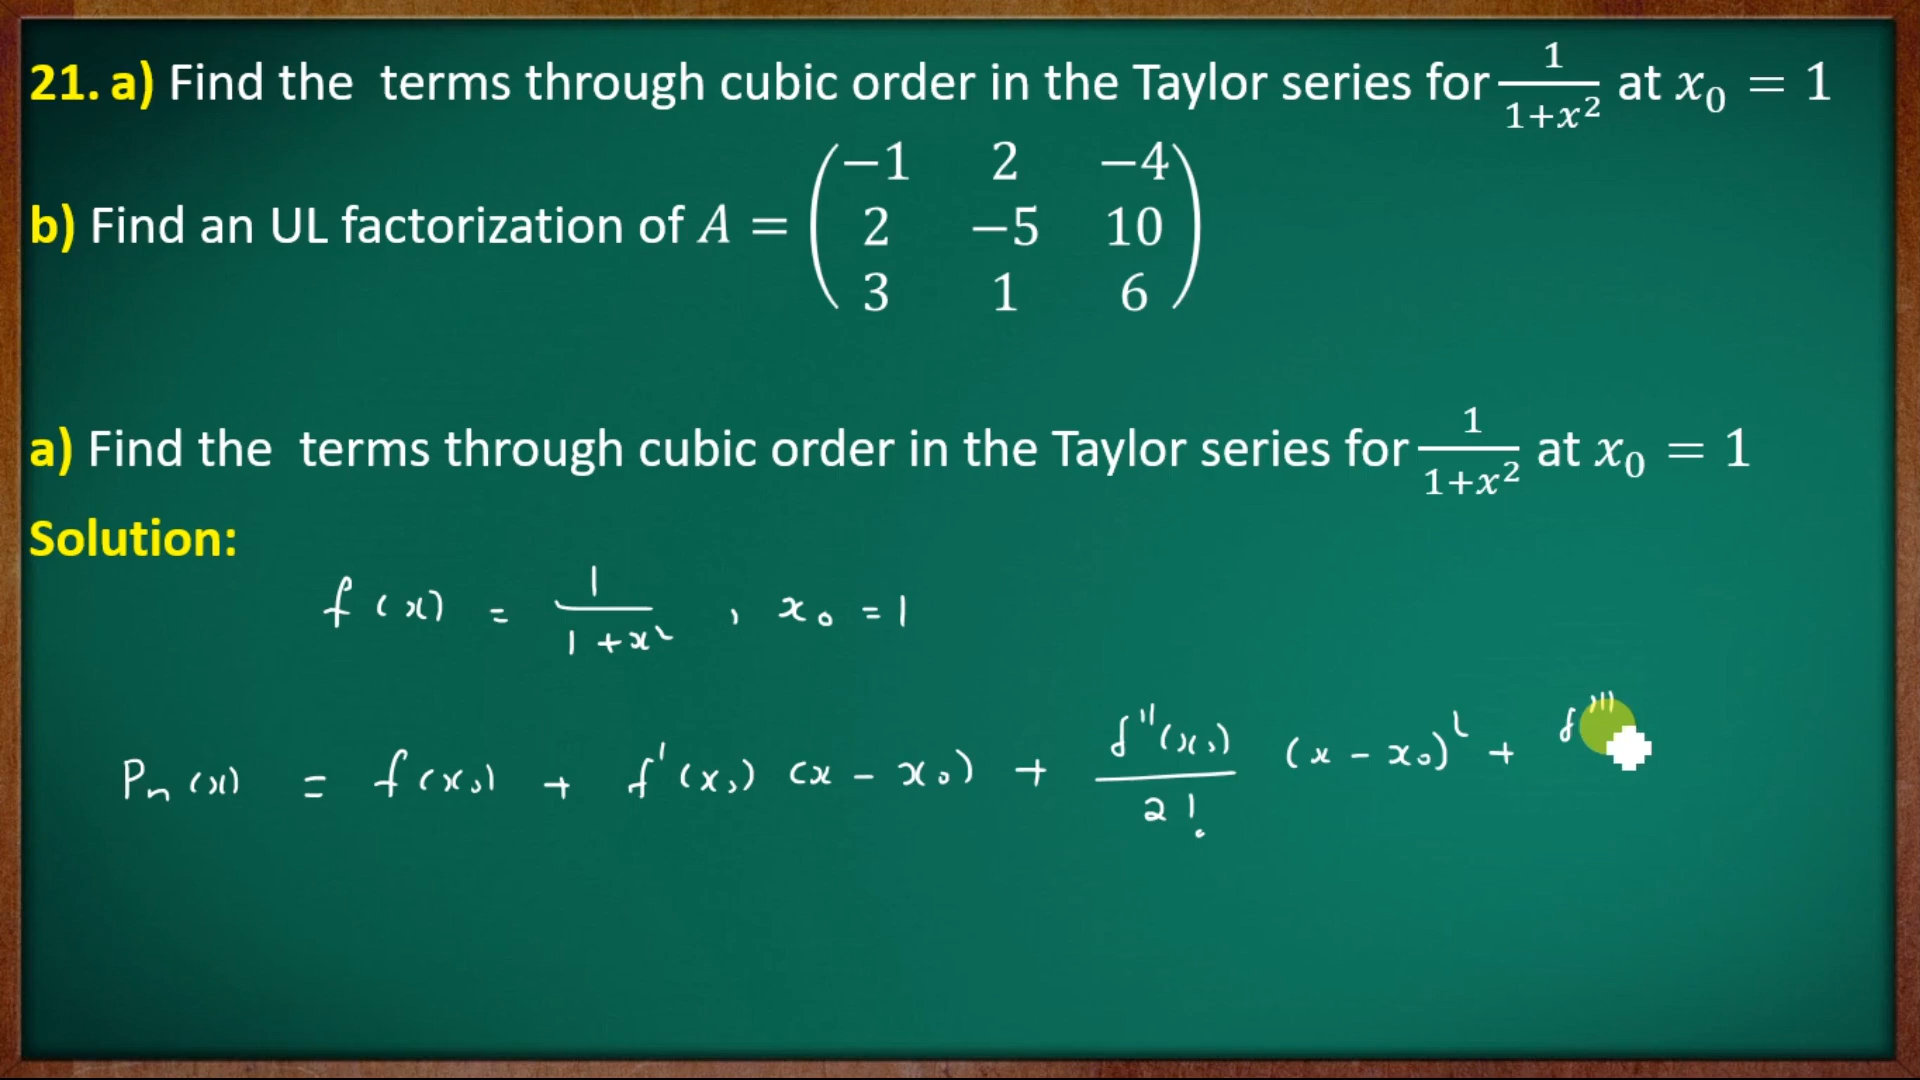 21. a) Find the terms through cubic order in the Taylor series for 1/(1+x²) at x₀ = 1
b) Find an UL factorization of A = (−1 2 −4
2 −5 10
3 1 6)
a) Find the terms through cubic order in the Taylor series for 1/(1+x²) at x₀ = 1
Solution:
f(x) = 1/(1+x²) , x₀ = 1
Pₙ(x) = f(x₀) + f'(x₀) (x − x₀) + f''(x₀)/2! (x − x₀)² + f'''